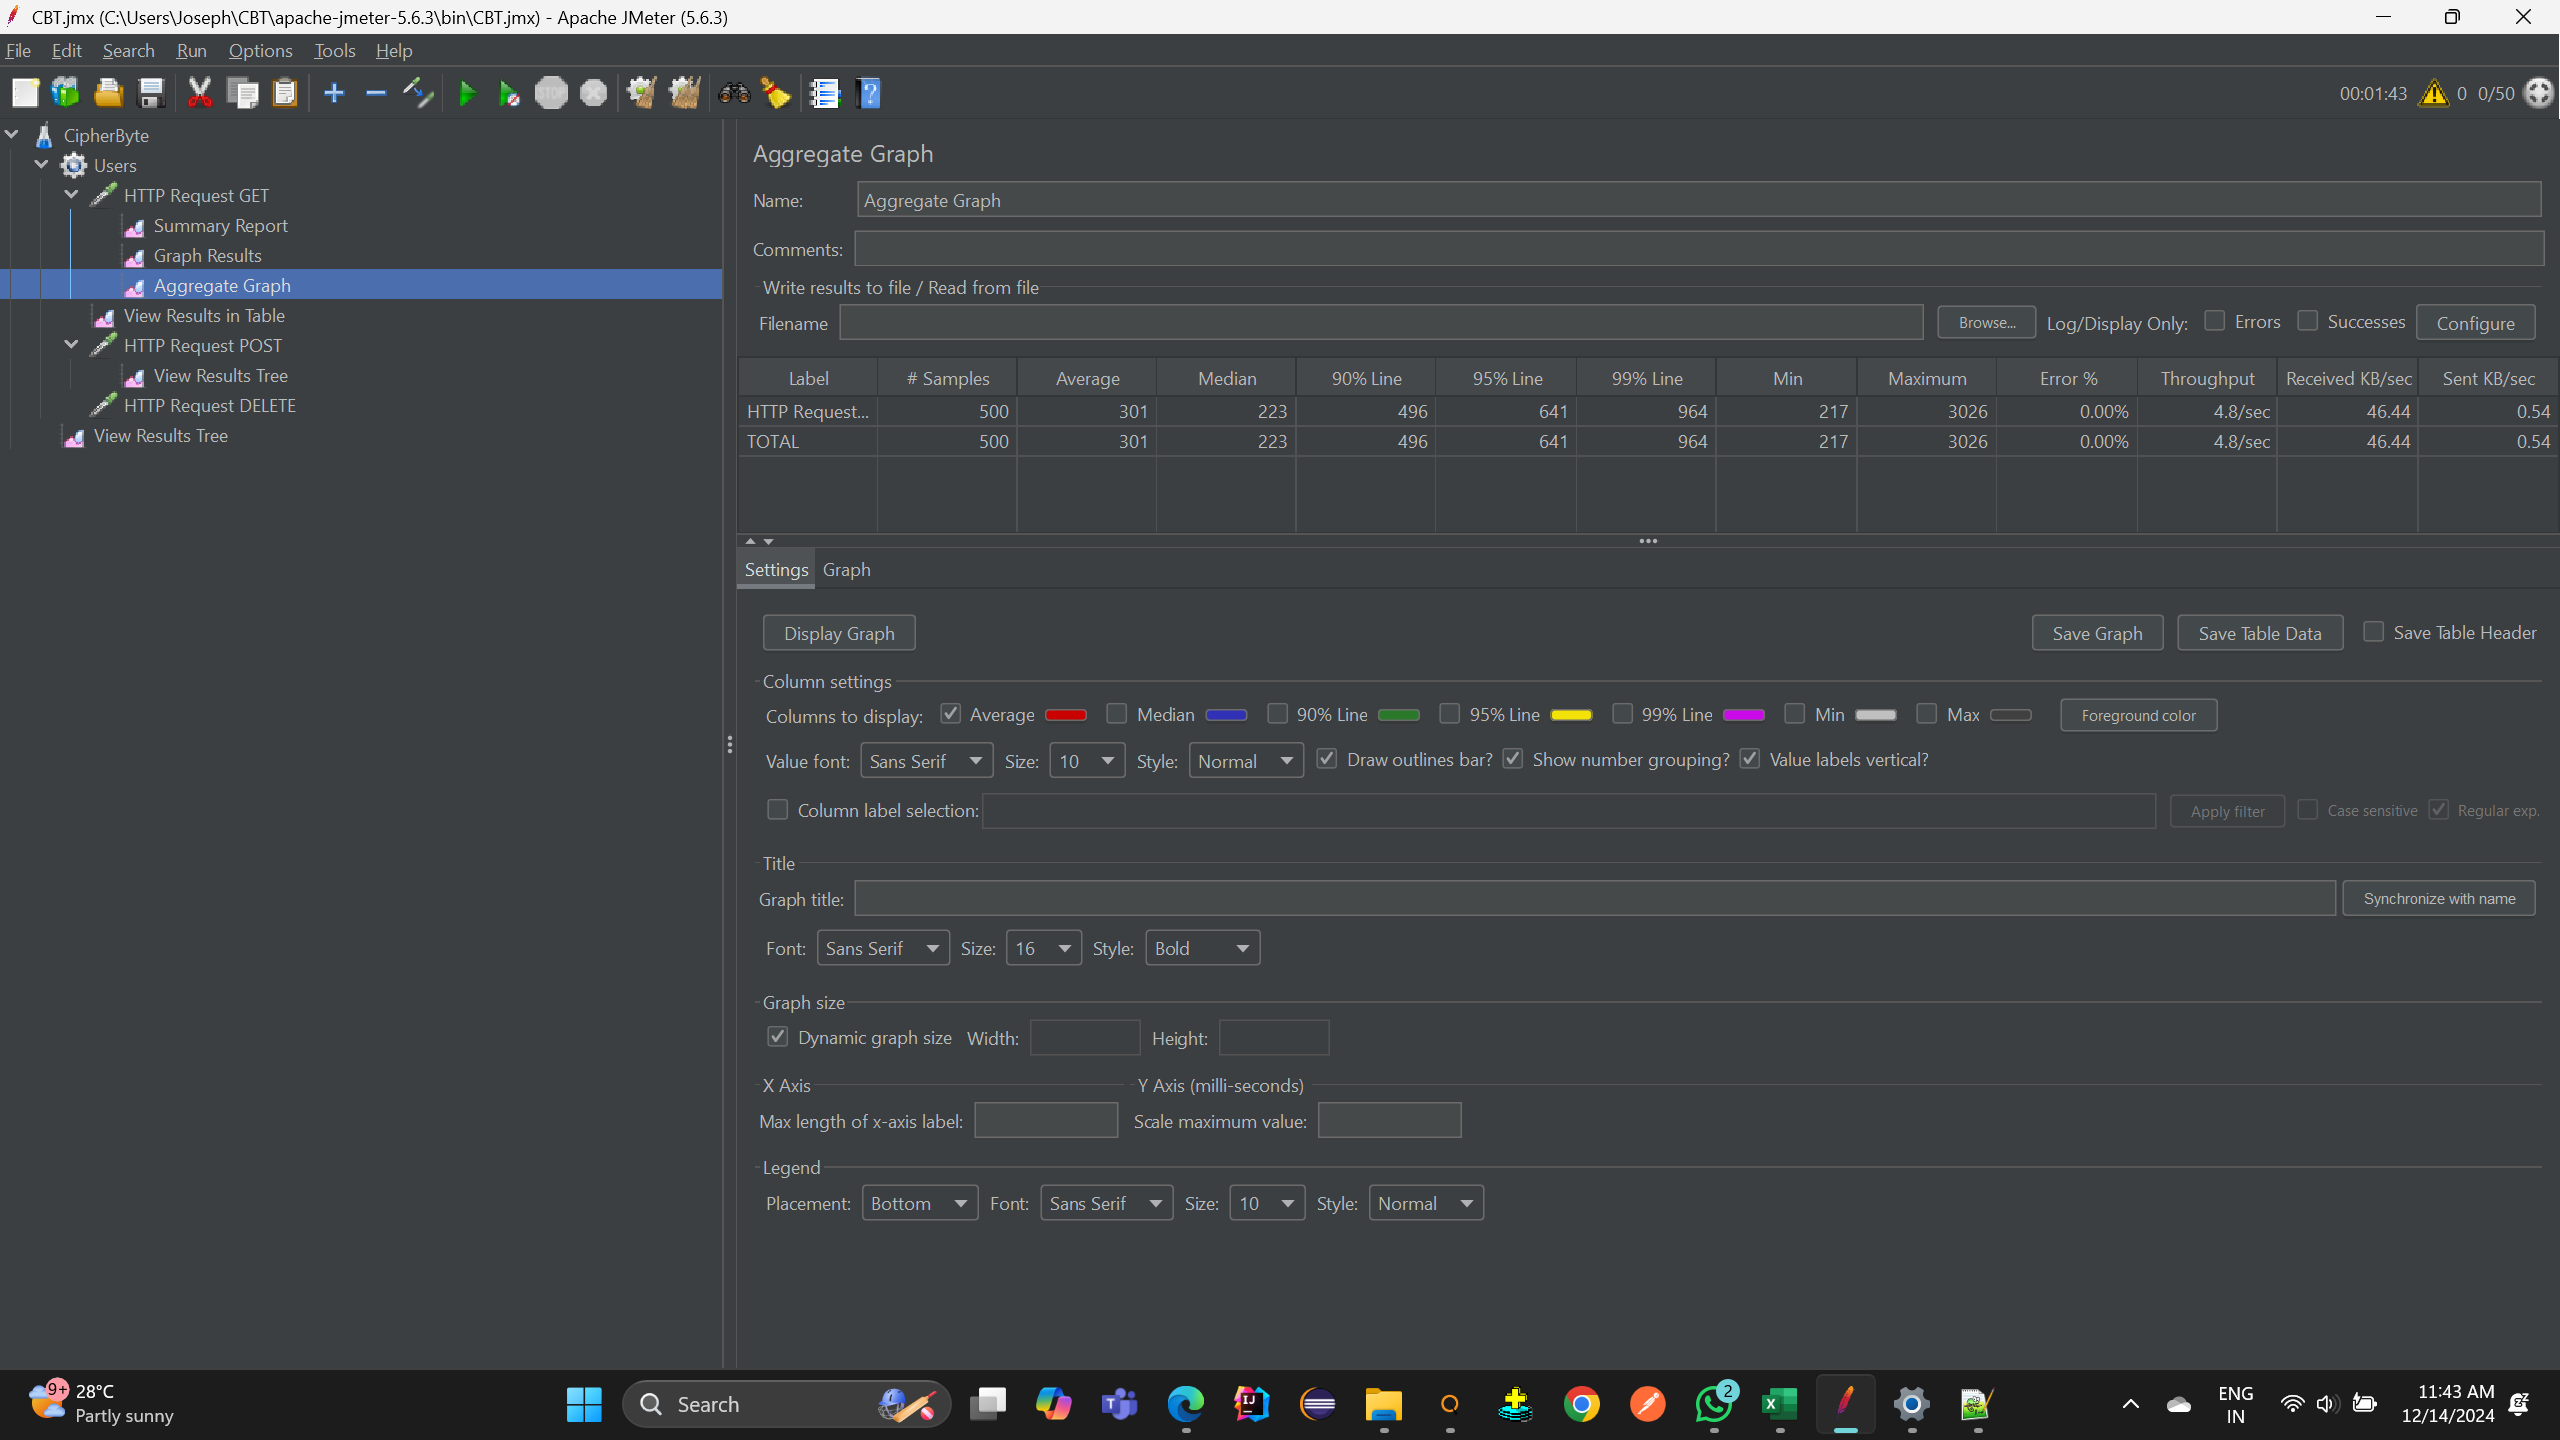 CBT.jmx (C:\Users\Joseph\CBT\apache-jmeter-5.6.3\bin\CBT.jmx) - Apache JMeter (5.6.3)
File Edit Search Run Options Tools Help
00:01:43 0 0/50
CipherByte
Users
HTTP Request GET
Summary Report
Graph Results
Aggregate Graph
View Results in Table
HTTP Request POST
View Results Tree
HTTP Request DELETE
View Results Tree
Aggregate Graph
Name: Aggregate Graph
Comments:
Write results to file / Read from file
Filename Browse... Log/Display Only: Errors Successes Configure
Label # Samples Average Median 90% Line 95% Line 99% Line Min Maximum Error % Throughput Received KB/sec Sent KB/sec
HTTP Request... 500 301 223 496 641 964 217 3026 0.00% 4.8/sec 46.44 0.54
TOTAL 500 301 223 496 641 964 217 3026 0.00% 4.8/sec 46.44 0.54
Settings Graph
Display Graph Save Graph Save Table Data Save Table Header
Column settings
Columns to display: Average Median 90% Line 95% Line 99% Line Min Max Foreground color
Value font: Sans Serif Size: 10 Style: Normal Draw outlines bar? Show number grouping? Value labels vertical?
Column label selection: Apply filter Case sensitive Regular exp.
Title
Graph title: Synchronize with name
Font: Sans Serif Size: 16 Style: Bold
Graph size
Dynamic graph size Width: Height:
X Axis Y Axis (milli-seconds)
Max length of x-axis label: Scale maximum value:
Legend
Placement: Bottom Font: Sans Serif Size: 10 Style: Normal
9+ 28°C
Partly sunny
Search
2
ENG
IN
11:43 AM
12/14/2024